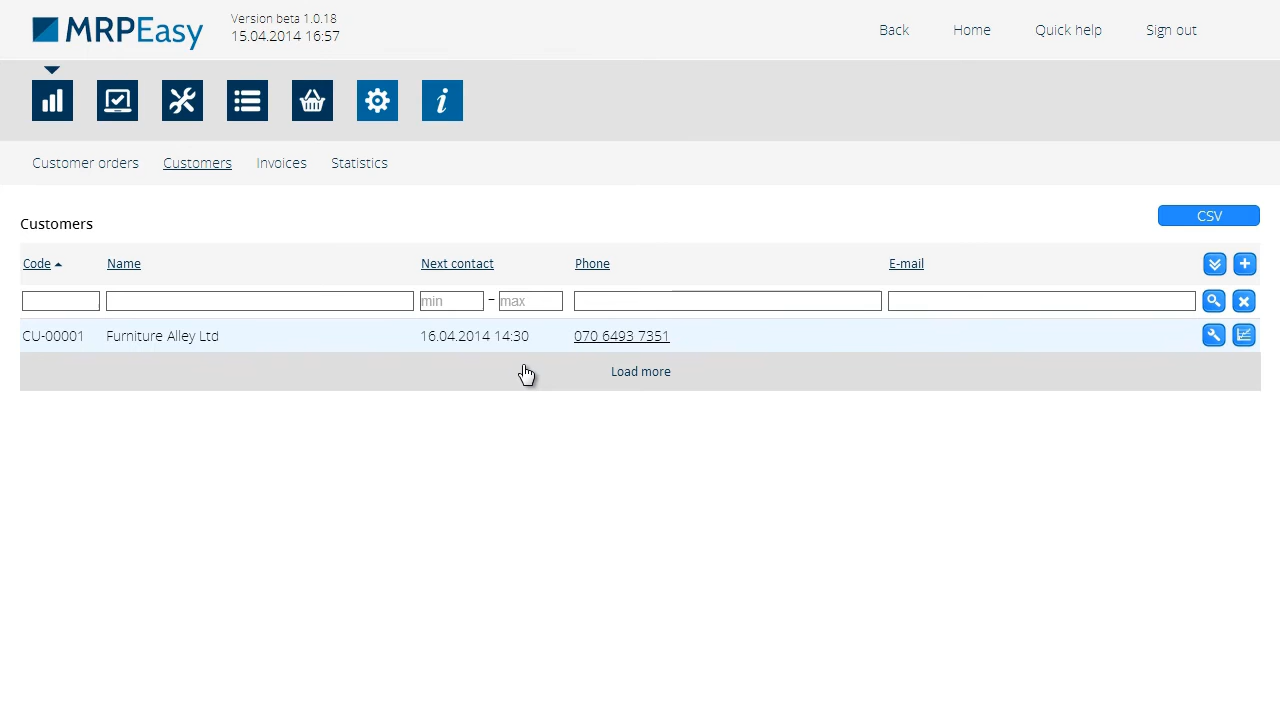 MRPEasy
Version beta 1.0.18
15.04.2014 16:57
Back Home Quick help Sign out
i
Customer orders Customers Invoices Statistics
Customers
CSV
Code Name Next contact Phone E-mail
min – max
CU-00001 Furniture Alley Ltd 16.04.2014 14:30 070 6493 7351
Load more